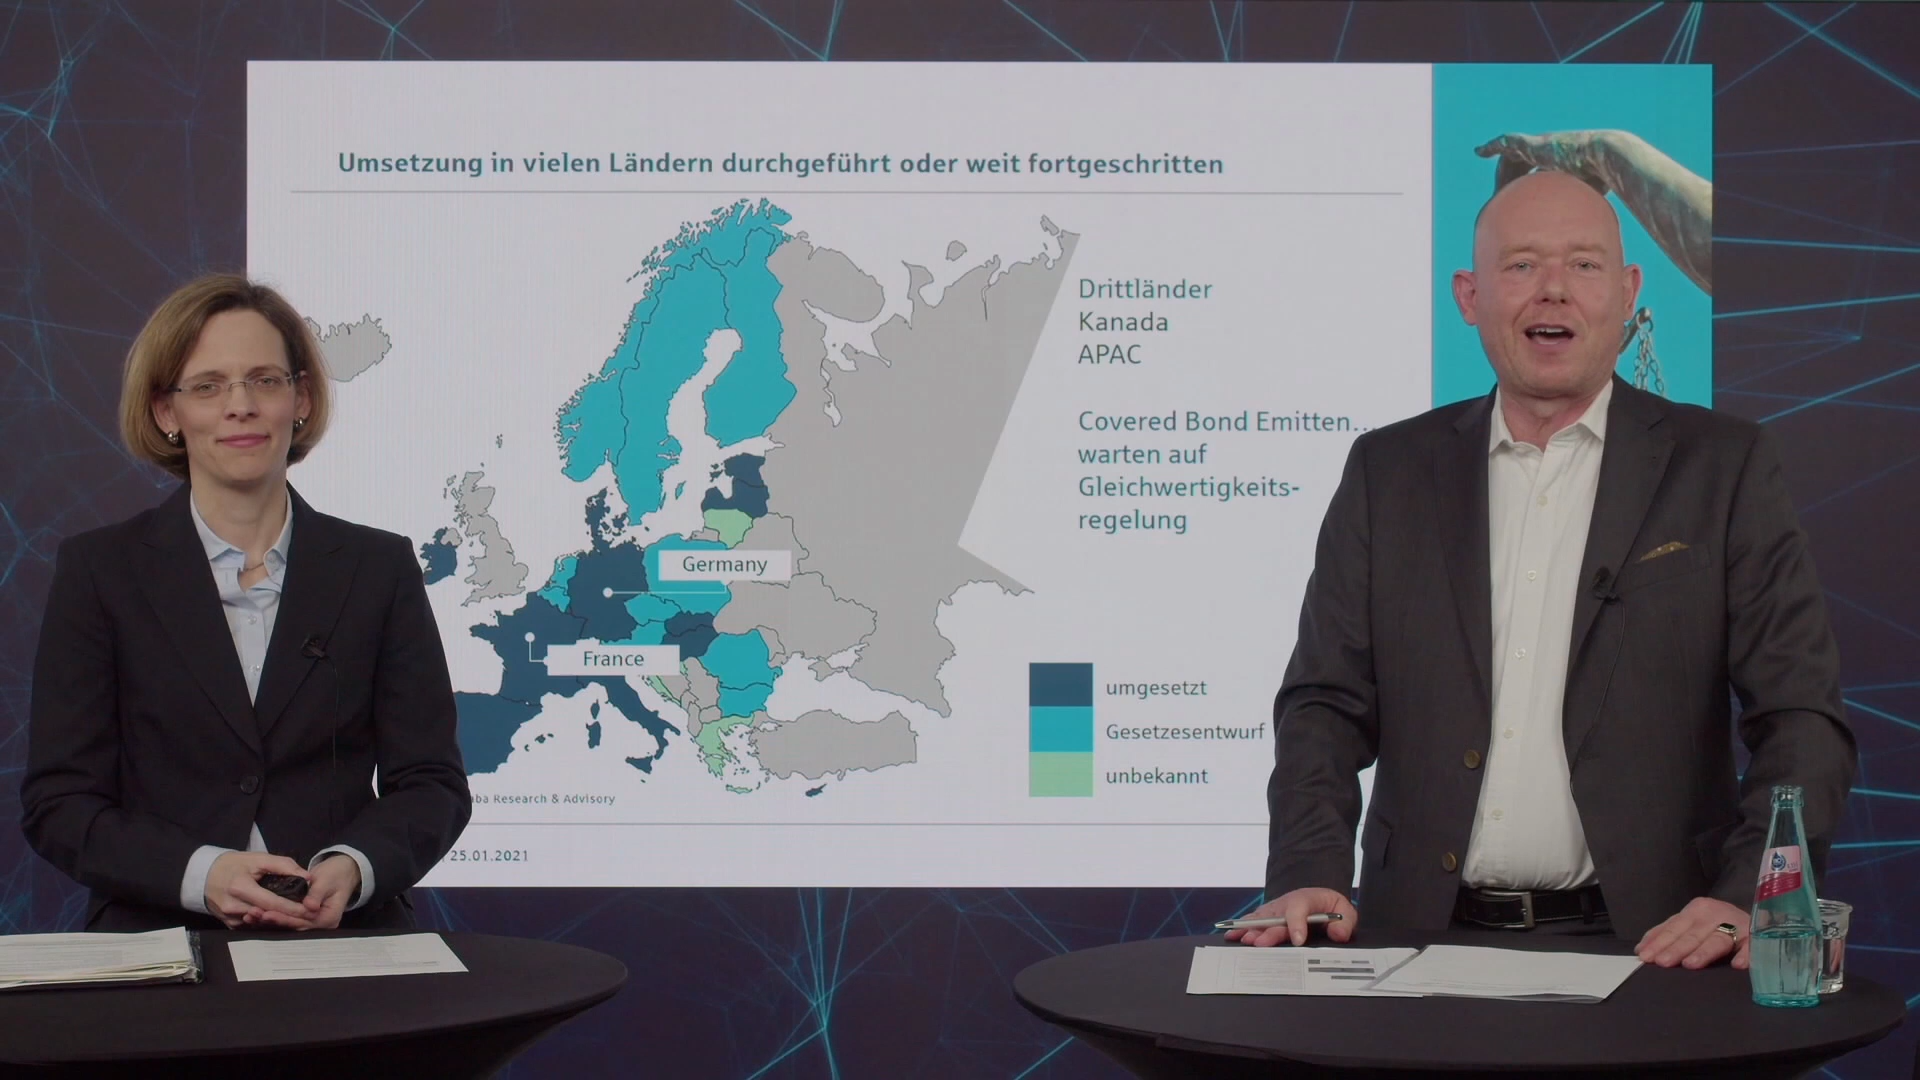 Umsetzung in vielen Ländern durchgeführt oder weit fortgeschritten
Drittländer
Kanada
APAC
Covered Bond Emitten...
warten auf
Gleichwertigkeits-
regelung
Germany
France
umgesetzt
Gesetzesentwurf
unbekannt
aba Research & Advisory
| 25.01.2021